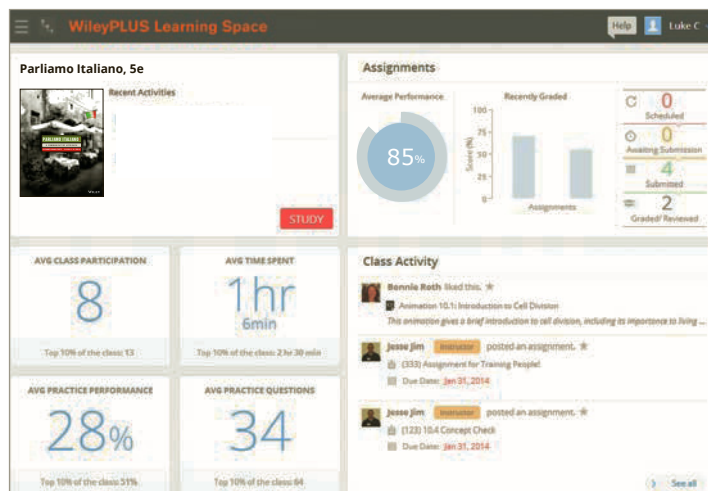 WileyPLUS Learning Space
Help
Luke C
Parliamo Italiano, 5e
Recent Activities
PARLIAMO ITALIANO
WILEY
STUDY
Assignments
Average Performance
85%
Recently Graded
Score (%)
100
75
50
25
0
Assignments
0
Scheduled
0
Awaiting Submission
4
Submitted
2
Graded/ Reviewed
AVG CLASS PARTICIPATION
8
Top 10% of the class: 13
AVG TIME SPENT
1hr
6min
Top 10% of the class: 2 hr 30 min
AVG PRACTICE PERFORMANCE
28%
Top 10% of the class: 51%
AVG PRACTICE QUESTIONS
34
Top 10% of the class: 64
Class Activity
Bennie Roth liked this.
Animation 10.1: Introduction to Cell Division
This animation gives a brief introduction to cell division, including its importance to living ...
Jesse Jim Instructor posted an assignment.
(333) Assignment for Training People!
Due Date: Jan 31, 2014
Jesse Jim Instructor posted an assignment.
(123) 10.4 Concept Check
Due Date: Jan 31, 2014
See all